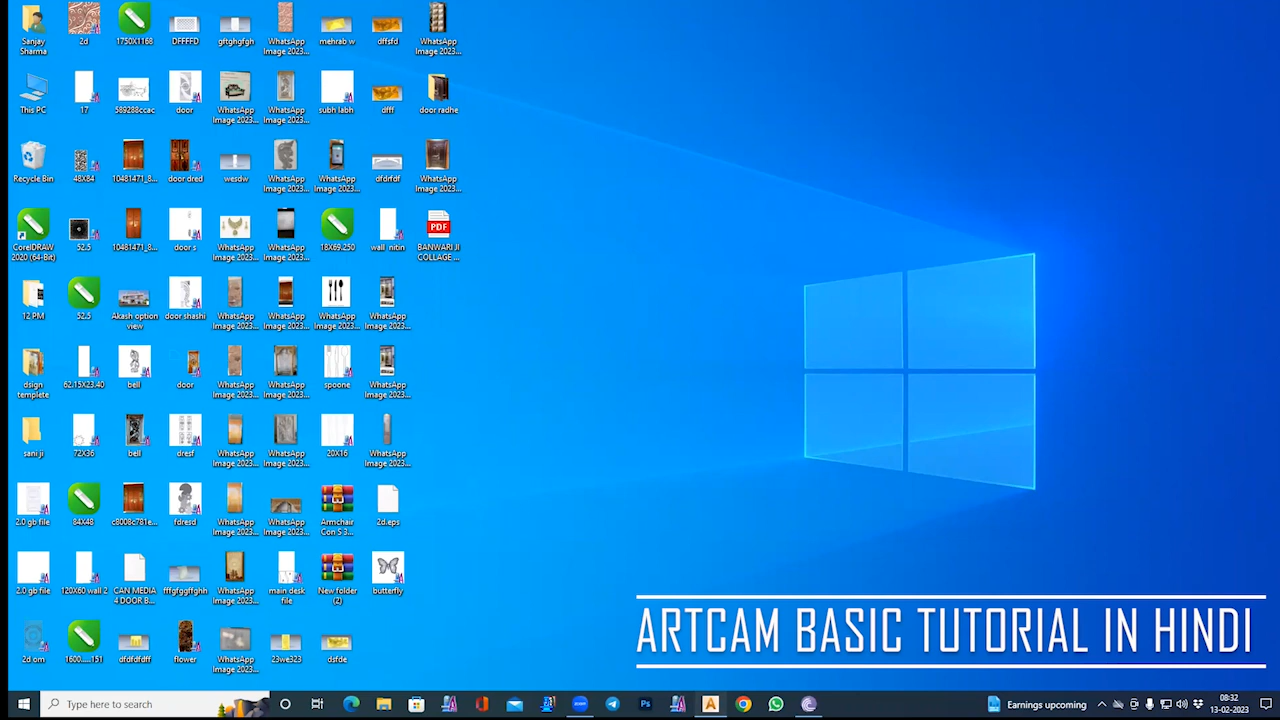 Sanjay
Sharma
2d
1750X1168
DFFFFD
gftghgfgh
WhatsApp
Image 2023...
mehrab w
dffsfd
WhatsApp
Image 2023...
This PC
17
589288ccac
door
WhatsApp
Image 2023...
WhatsApp
Image 2023...
subh labh
dfff
door radhe
Recycle Bin
48X84
10481471_8...
door dred
wesdw
WhatsApp
Image 2023...
WhatsApp
Image 2023...
dfdfrfdf
WhatsApp
Image 2023...
CorelDRAW
2020 (64-Bit)
52.5
10481471_8...
door s
WhatsApp
Image 2023...
WhatsApp
Image 2023...
18X69.250
wall nitin
PDF
BANWARI JI
COLLAGE ...
12 PM
52.5
Akash option
view
door shashi
WhatsApp
Image 2023...
WhatsApp
Image 2023...
WhatsApp
Image 2023...
WhatsApp
Image 2023...
dsign
templete
62.15X23.40
bell
door
WhatsApp
Image 2023...
WhatsApp
Image 2023...
spoone
WhatsApp
Image 2023...
sani ji
72X36
bell
dresf
WhatsApp
Image 2023...
WhatsApp
Image 2023...
20X16
WhatsApp
Image 2023...
2.0 gb file
84X48
c8008c781e...
fdresd
WhatsApp
Image 2023...
WhatsApp
Image 2023...
Armchair
Con S 3...
2d.eps
2.0 gb file
120X60 wall 2
CAN MEDIA
4 DOOR B...
fffgfggffghh
WhatsApp
Image 2023...
main desk
file
New folder
(2)
butterfly
2d om
1600.....151
dfdfdfdff
flower
WhatsApp
Image 2023...
23we323
dsfde
ARTCAM BASIC TUTORIAL IN HINDI
Type here to search
zoom
Ps
Earnings upcoming
08:32
13-02-2023